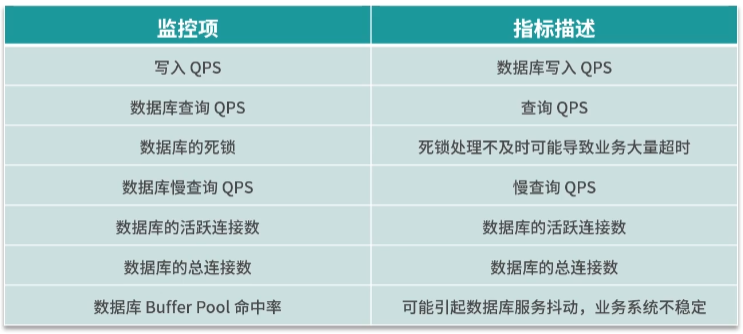 监控项 指标描述
写入 QPS 数据库写入 QPS
数据库查询 QPS 查询 QPS
数据库的死锁 死锁处理不及时可能导致业务大量超时
数据库慢查询 QPS 慢查询 QPS
数据库的活跃连接数 数据库的活跃连接数
数据库的总连接数 数据库的总连接数
数据库 Buffer Pool 命中率 可能引起数据库服务抖动，业务系统不稳定